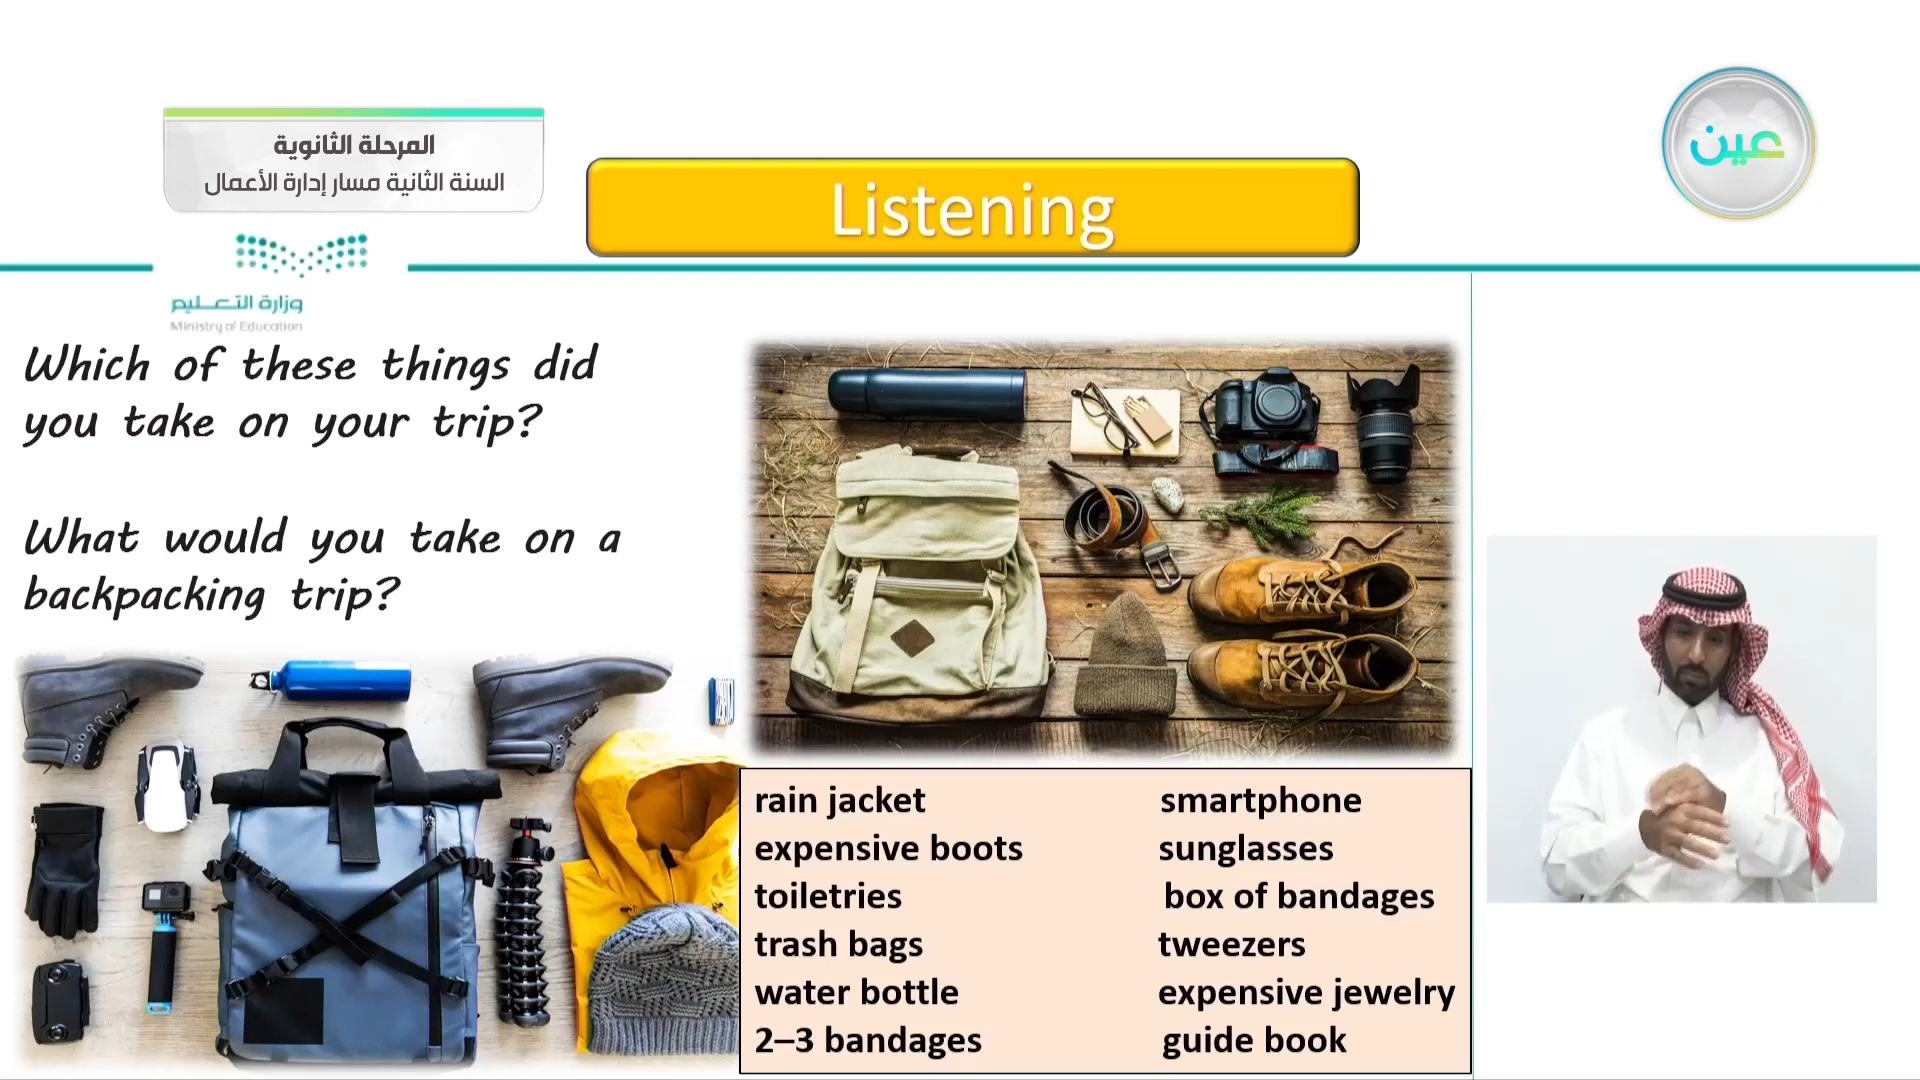 المرحلة الثانوية
السنة الثانية مسار إدارة الأعمال
عين
Listening
وزارة التعليم
Ministry of Education
Which of these things did
you take on your trip?
What would you take on a
backpacking trip?
rain jacket
expensive boots
toiletries
trash bags
water bottle
2–3 bandages
smartphone
sunglasses
box of bandages
tweezers
expensive jewelry
guide book